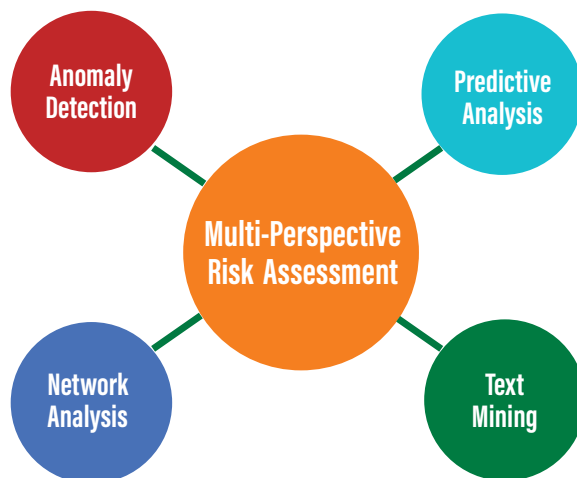 Anomaly
Detection
Predictive
Analysis
Multi-Perspective
Risk Assessment
Network
Analysis
Text
Mining